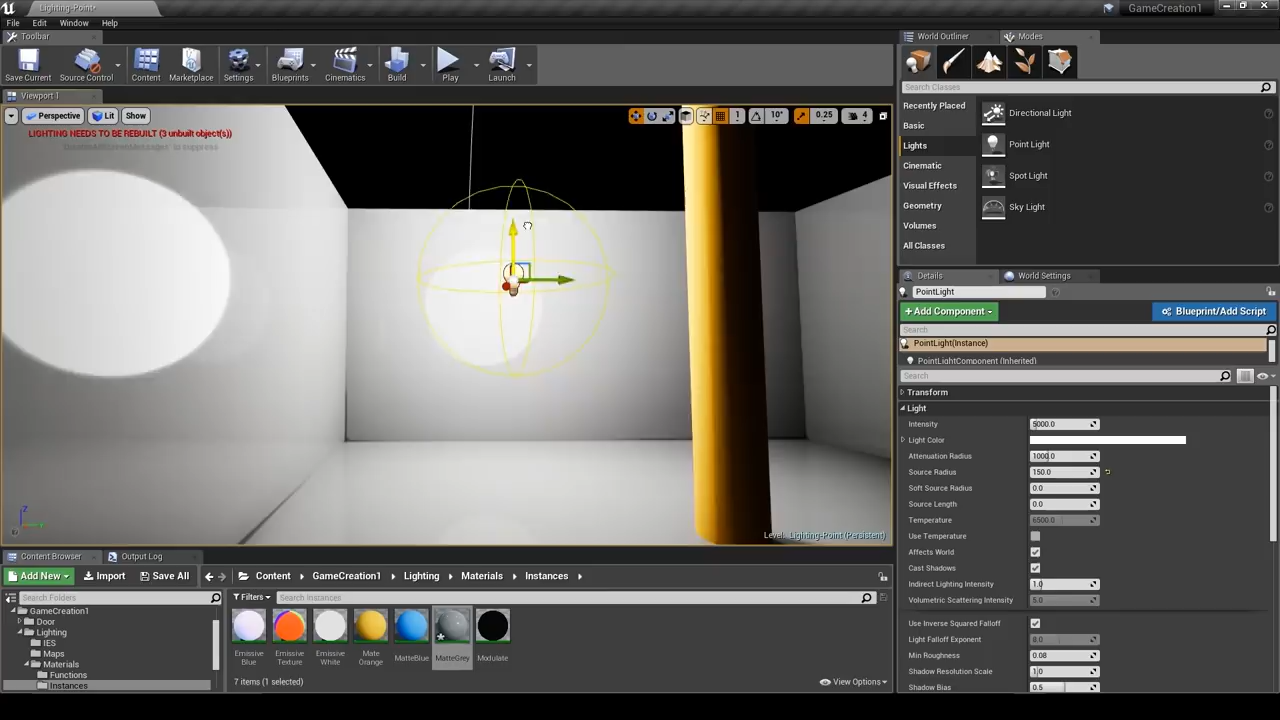 Lighting-Point*
GameCreation1
File Edit Window Help
Toolbar
World Outliner Modes
Save Current Source Control Content Marketplace Settings Blueprints Cinematics Build Play Launch
Search Classes
Viewport 1
Recently Placed
Basic
Lights
Cinematic
Visual Effects
Geometry
Volumes
All Classes
Directional Light
Point Light
Spot Light
Sky Light
Perspective Lit Show
10° 0.25 4
LIGHTING NEEDS TO BE REBUILT (3 unbuilt object(s))
Details World Settings
PointLight
+Add Component Blueprint/Add Script
Search
PointLight(Instance)
PointLightComponent (Inherited)
Search
Transform
Light
Intensity 5000.0
Light Color
Attenuation Radius 1000.0
Source Radius 150.0
Soft Source Radius 0.0
Source Length 0.0
Temperature 6500.0
Use Temperature
Affects World
Cast Shadows
Indirect Lighting Intensity 1.0
Volumetric Scattering Intensity 5.0
Use Inverse Squared Falloff
Light Falloff Exponent 8.0
Min Roughness 0.08
Shadow Resolution Scale 1.0
Shadow Bias 0.5
Z
Level: Lighting-Point (Persistent)
Content Browser Output Log
Add New Import Save All Content GameCreation1 Lighting Materials Instances
Search Folders
Filters Search Instances
GameCreation1
Door
Lighting
IES
Maps
Materials
Functions
Instances
Emissive Blue
Emissive Texture
Emissive White
Mate Orange
MatteBlue
MatteGrey
Modulate
7 items (1 selected)
View Options